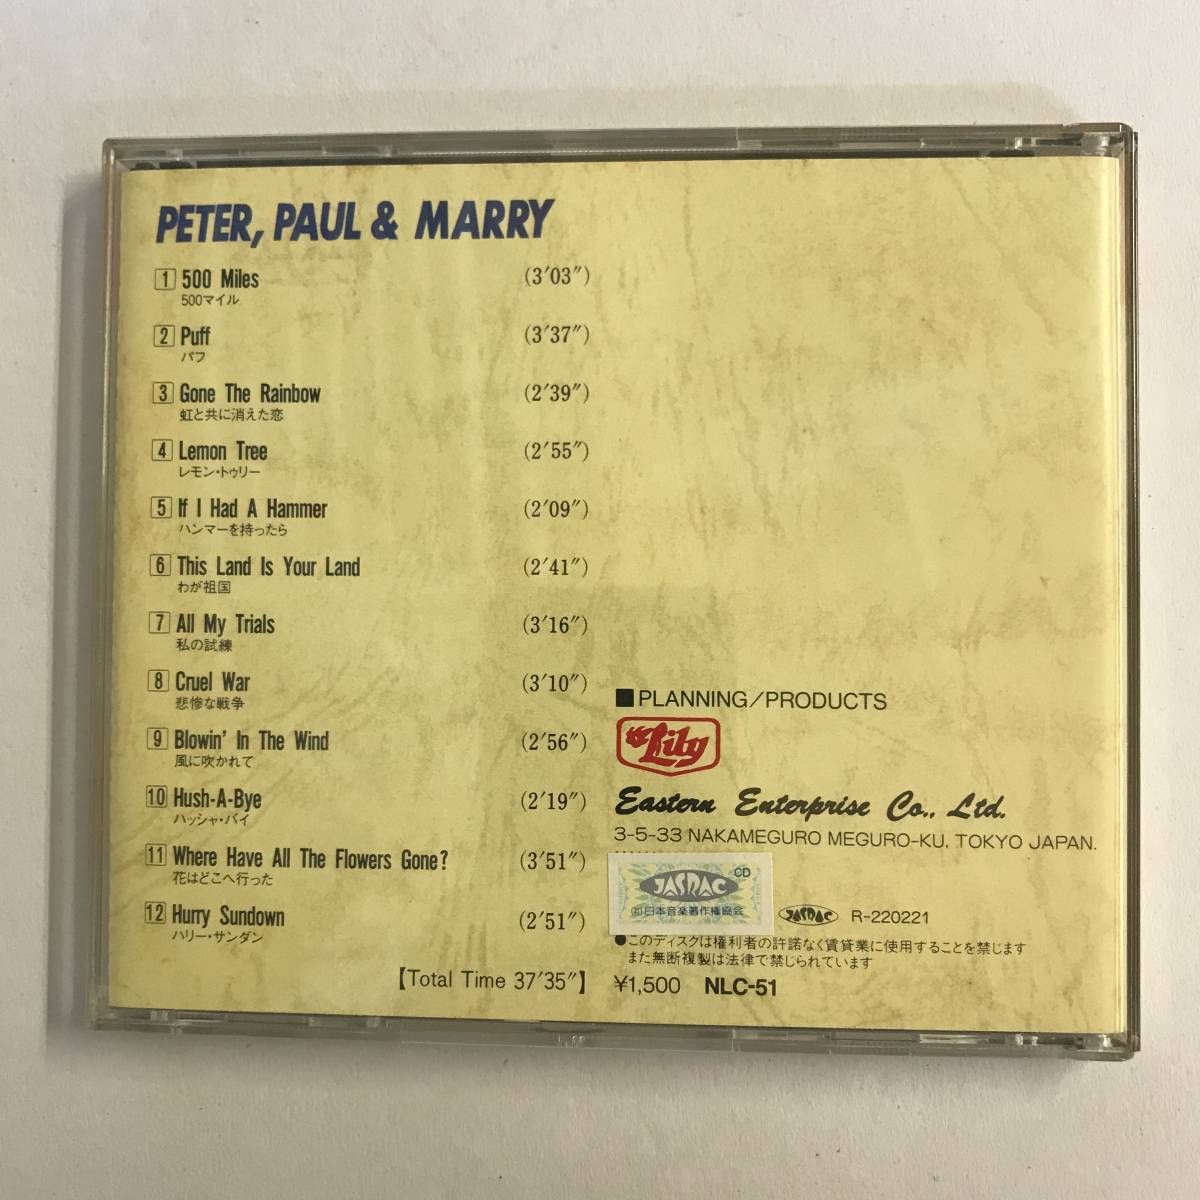 PETER, PAUL & MARRY
1 500 Miles (3′03″)
500マイル
2 Puff (3′37″)
パフ
3 Gone The Rainbow (2′39″)
虹と共に消えた恋
4 Lemon Tree (2′55″)
レモン・トゥリー
5 If I Had A Hammer (2′09″)
ハンマーを持ったら
6 This Land Is Your Land (2′41″)
わが祖国
7 All My Trials (3′16″)
私の試練
8 Cruel War (3′10″)
悲惨な戦争
9 Blowin' In The Wind (2′56″)
風に吹かれて
10 Hush-A-Bye (2′19″)
ハッシャ・バイ
11 Where Have All The Flowers Gone? (3′51″)
花はどこへ行った
12 Hurry Sundown (2′51″)
ハリー・サンダン
【Total Time 37′35″】
■PLANNING/PRODUCTS
Lily
Eastern Enterprise Co., Ltd.
3-5-33 NAKAMEGURO MEGURO-KU, TOKYO JAPAN.
CD
JASRAC
㈳日本音楽著作権協会
JASRAC R-220221
●このディスクは権利者の許諾なく賃貸業に使用することを禁じます
また無断複製は法律で禁じられています
¥1,500 NLC-51